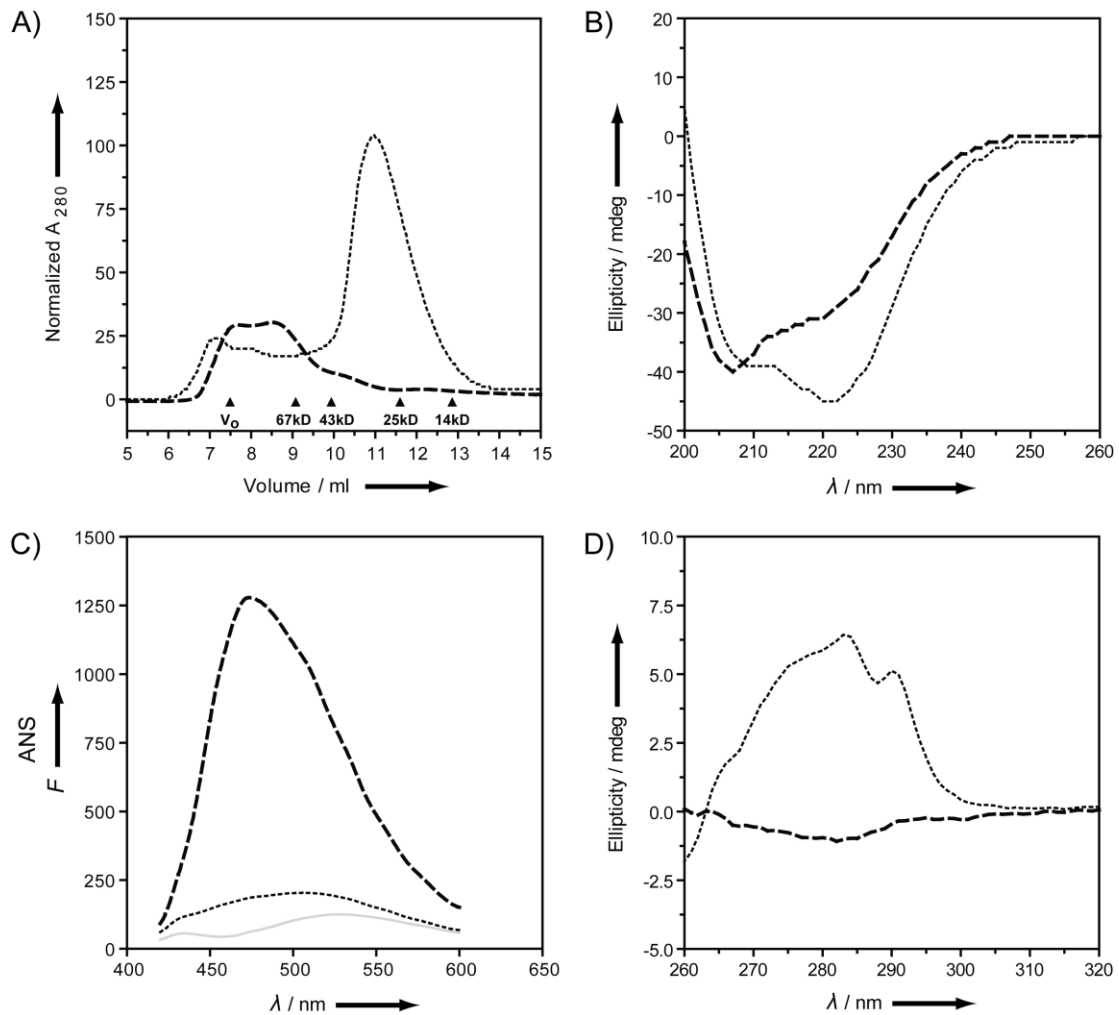 A)
150
125
100
75
50
25
0
Normalized A280
Vo 67kD 43kD 25kD 14kD
5 6 7 8 9 10 11 12 13 14 15
Volume / ml
B)
20
10
0
-10
-20
-30
-40
-50
Ellipticity / mdeg
200 210 220 230 240 250 260
λ / nm
C)
1500
1250
1000
750
500
250
0
ANS
F
400 450 500 550 600 650
λ / nm
D)
10.0
7.5
5.0
2.5
0.0
-2.5
-5.0
Ellipticity / mdeg
260 270 280 290 300 310 320
λ / nm